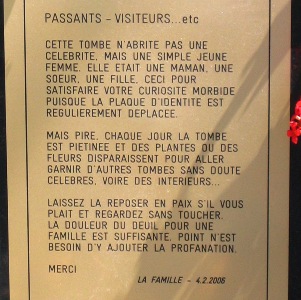 PASSANTS - VISITEURS...etc
CETTE TOMBE N'ABRITE PAS UNE
CELEBRITE, MAIS UNE SIMPLE JEUNE
FEMME. ELLE ETAIT UNE MAMAN, UNE
SOEUR, UNE FILLE, CECI POUR
SATISFAIRE VOTRE CURIOSITE MORBIDE
PUISQUE LA PLAQUE D'IDENTITE EST
REGULIEREMENT DEPLACEE.
MAIS PIRE, CHAQUE JOUR LA TOMBE
EST PIETINEE ET DES PLANTES OU DES
FLEURS DISPARAISSENT POUR ALLER
GARNIR D'AUTRES TOMBES SANS DOUTE
CELEBRES, VOIRE DES INTERIEURS...
LAISSEZ LA REPOSER EN PAIX S'IL VOUS
PLAIT ET REGARDEZ SANS TOUCHER.
LA DOULEUR DU DEUIL POUR UNE
FAMILLE EST SUFFISANTE, POINT N'EST
BESOIN D'Y AJOUTER LA PROFANATION.
MERCI
LA FAMILLE - 4.2.2006